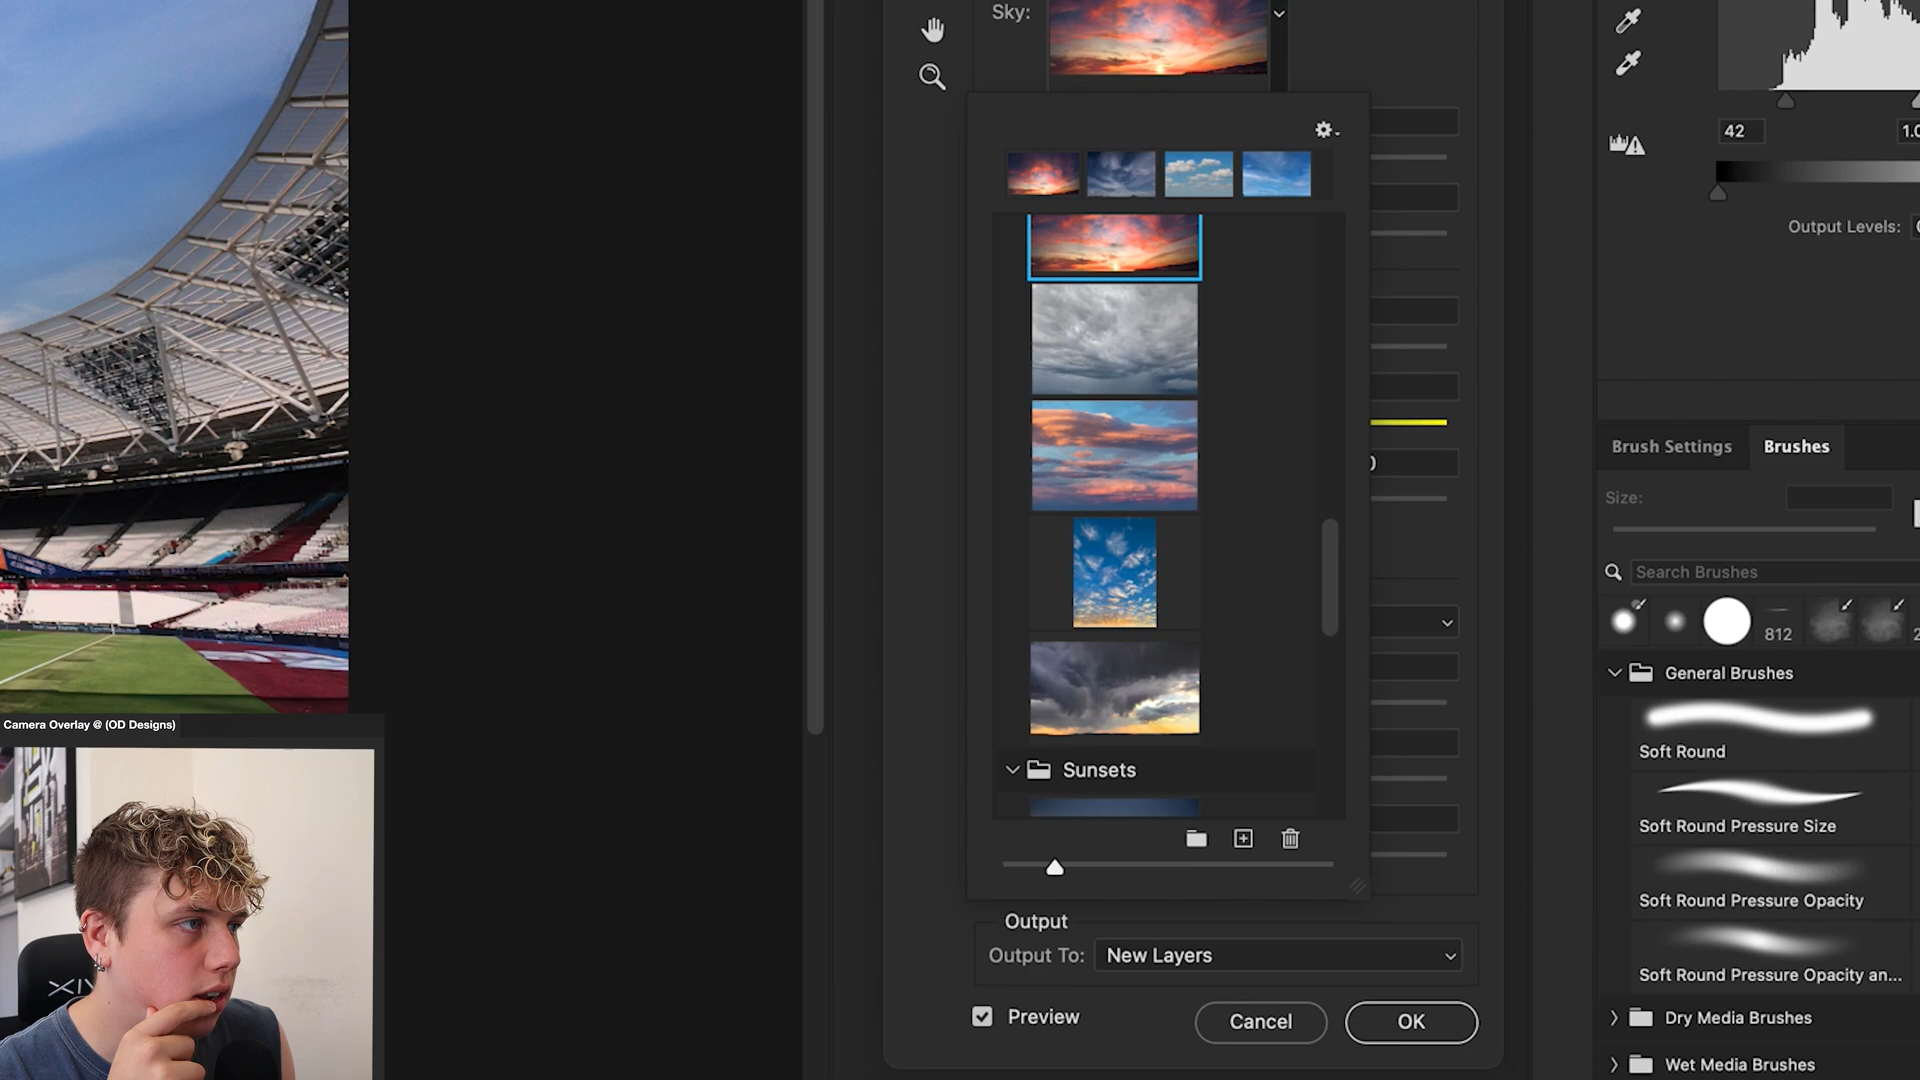 Sky:
42
1.0
Output Levels:
Brush Settings
Brushes
Size:
Search Brushes
812
General Brushes
Soft Round
Soft Round Pressure Size
Soft Round Pressure Opacity
Soft Round Pressure Opacity an...
Dry Media Brushes
Wet Media Brushes
Sunsets
Output
Output To:
New Layers
Preview
Cancel
OK
Camera Overlay @ (OD Designs)